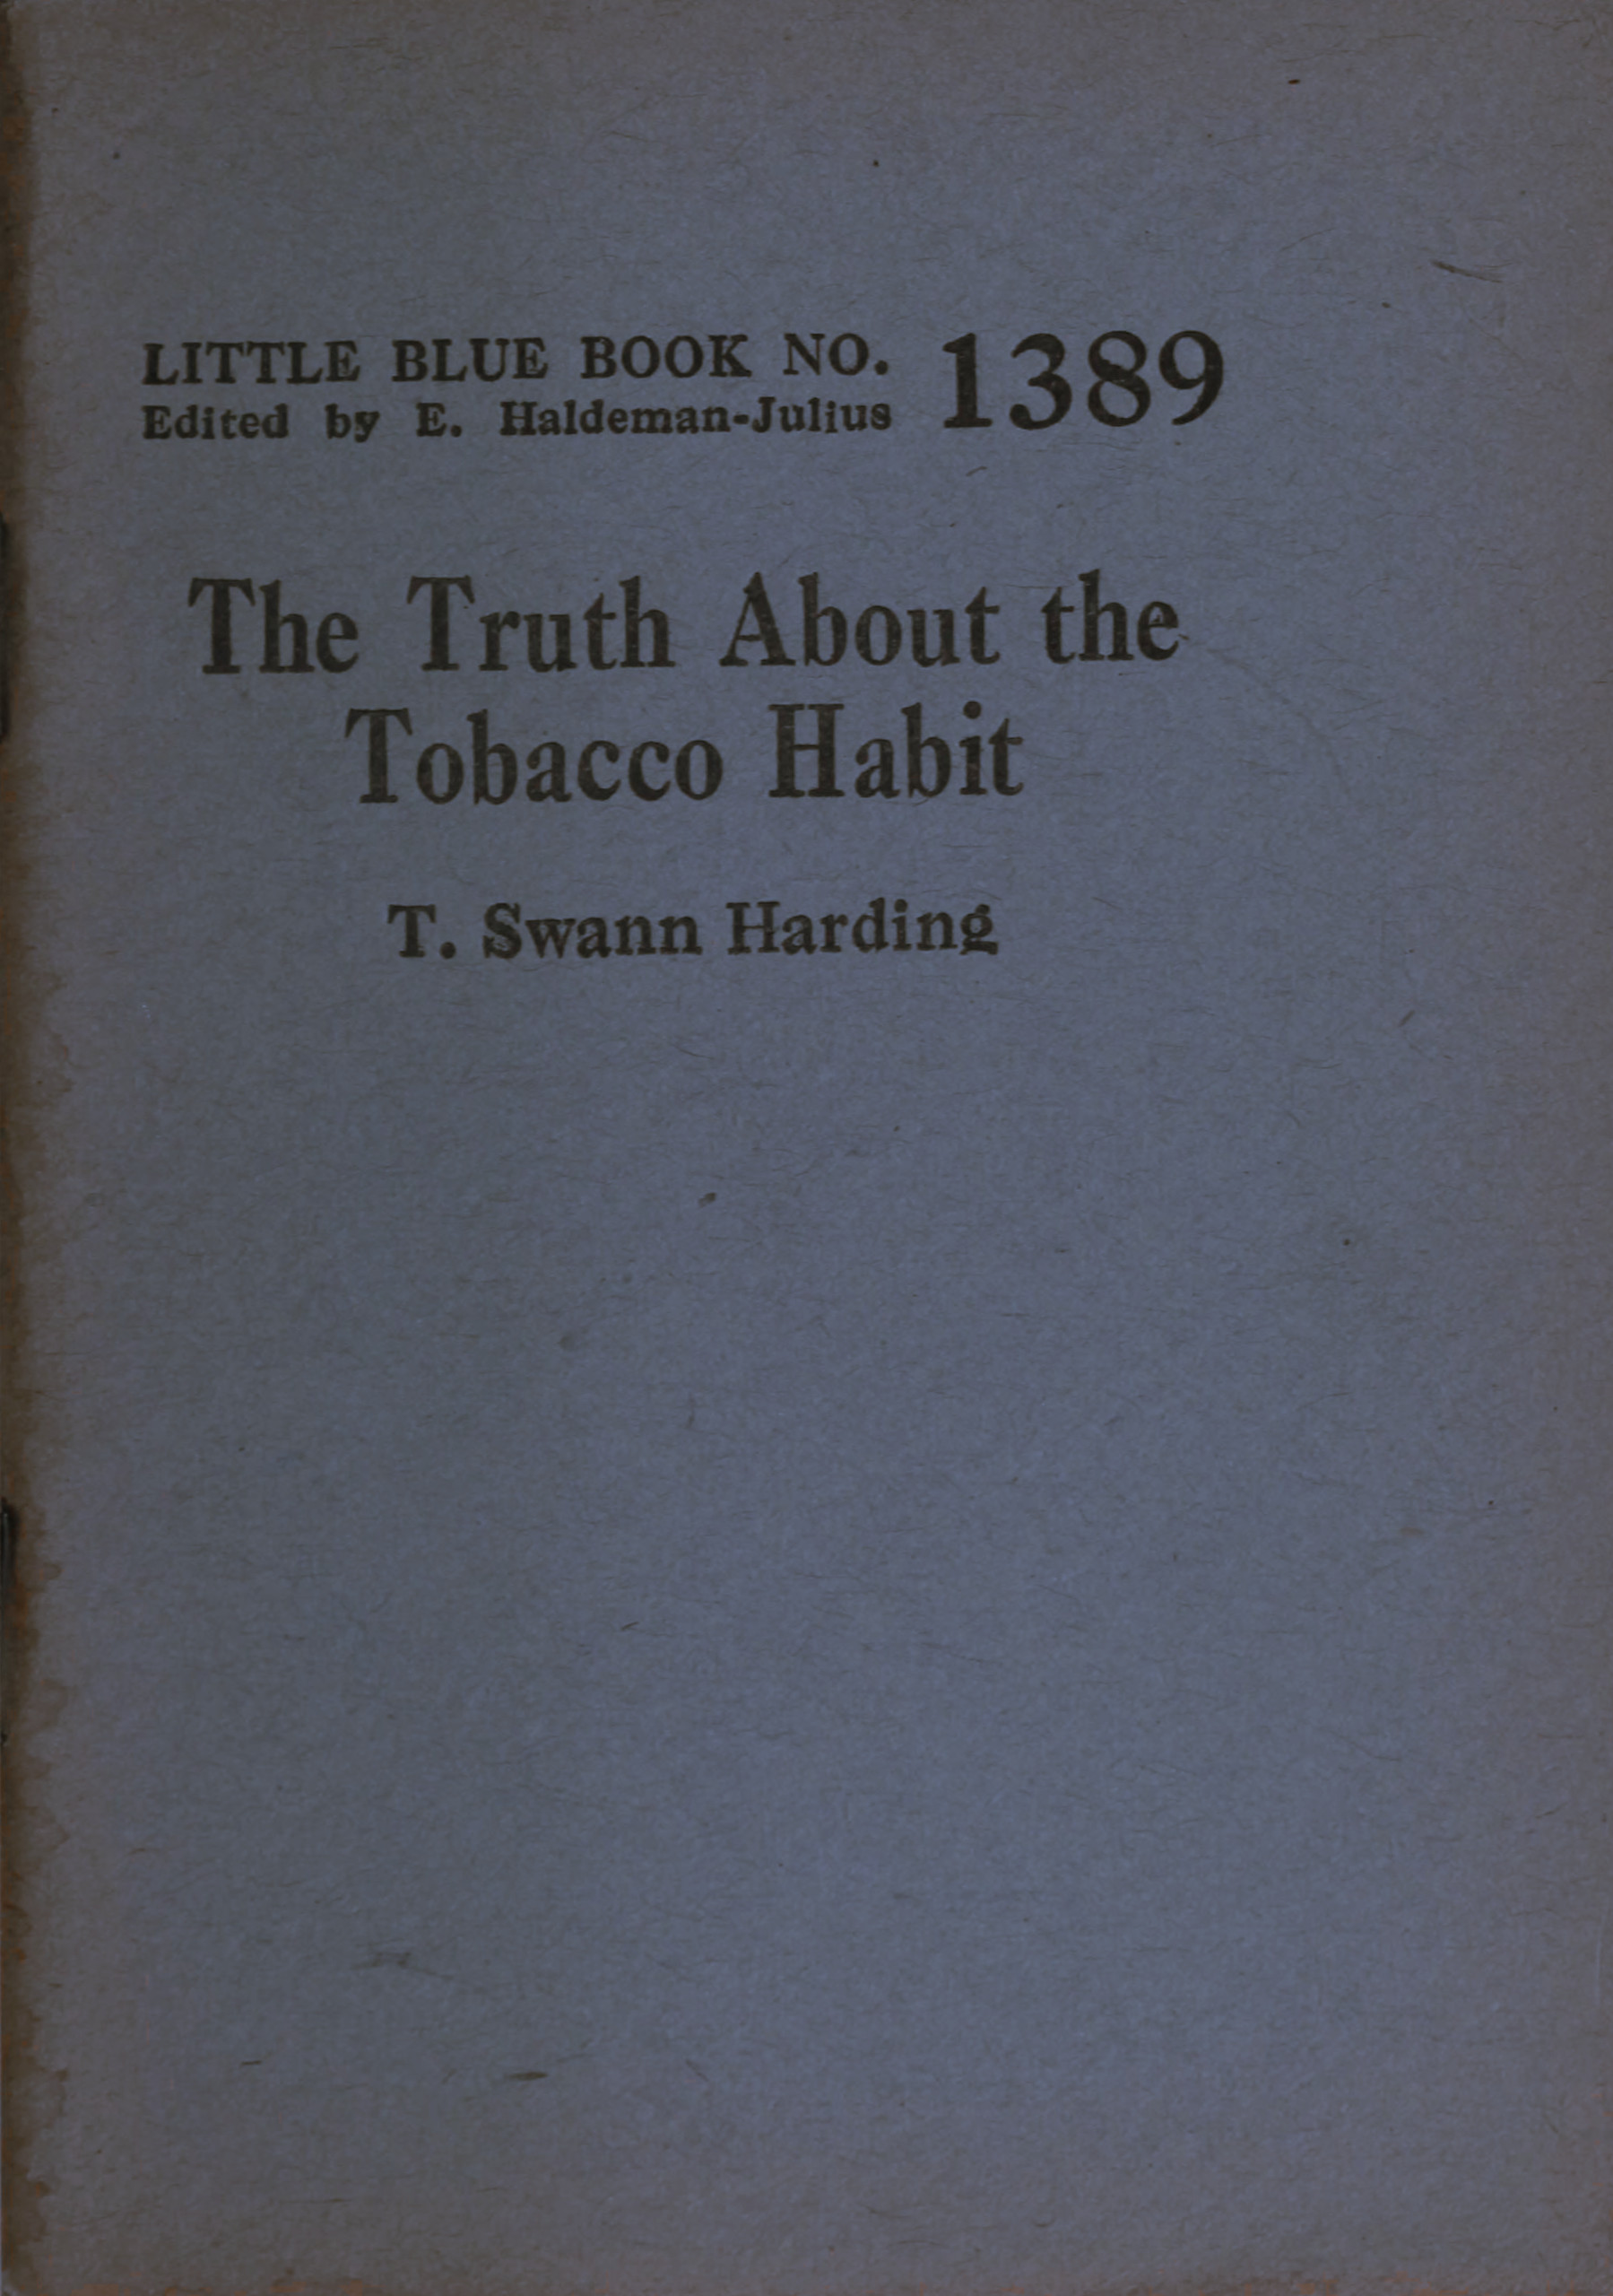 LITTLE BLUE BOOK NO. 1389
Edited by E. Haldeman-Julius
The Truth About the
Tobacco Habit
T. Swann Harding